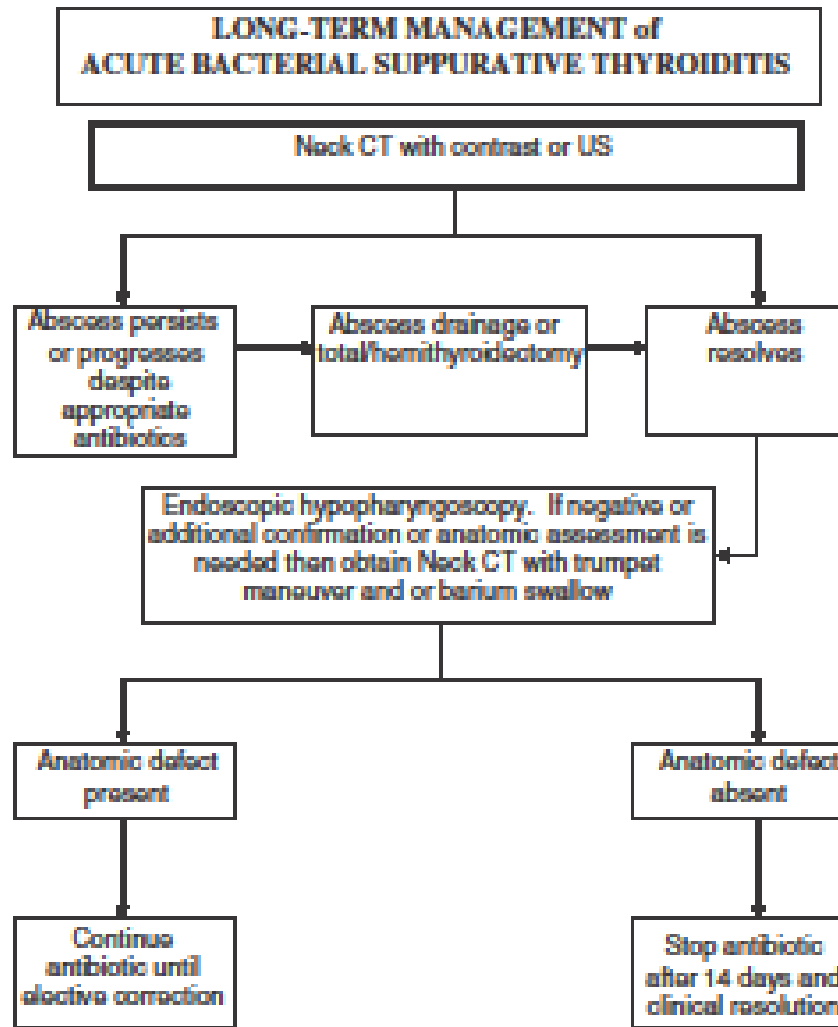 LONG-TERM MANAGEMENT of
ACUTE BACTERIAL SUPPURATIVE THYROIDITIS
Neck CT with contrast or US
Abscess persists
or progresses
despite
appropriate
antibiotics
Abscess drainage or
total/hemithyroidectomy
Abscess
resolves
Endoscopic hypopharyngoscopy. If negative or
additional confirmation or anatomic assessment is
needed then obtain Neck CT with trumpet
maneuver and or barium swallow
Anatomic defect
present
Anatomic defect
absent
Continue
antibiotic until
elective correction
Stop antibiotic
after 14 days and
clinical resolution